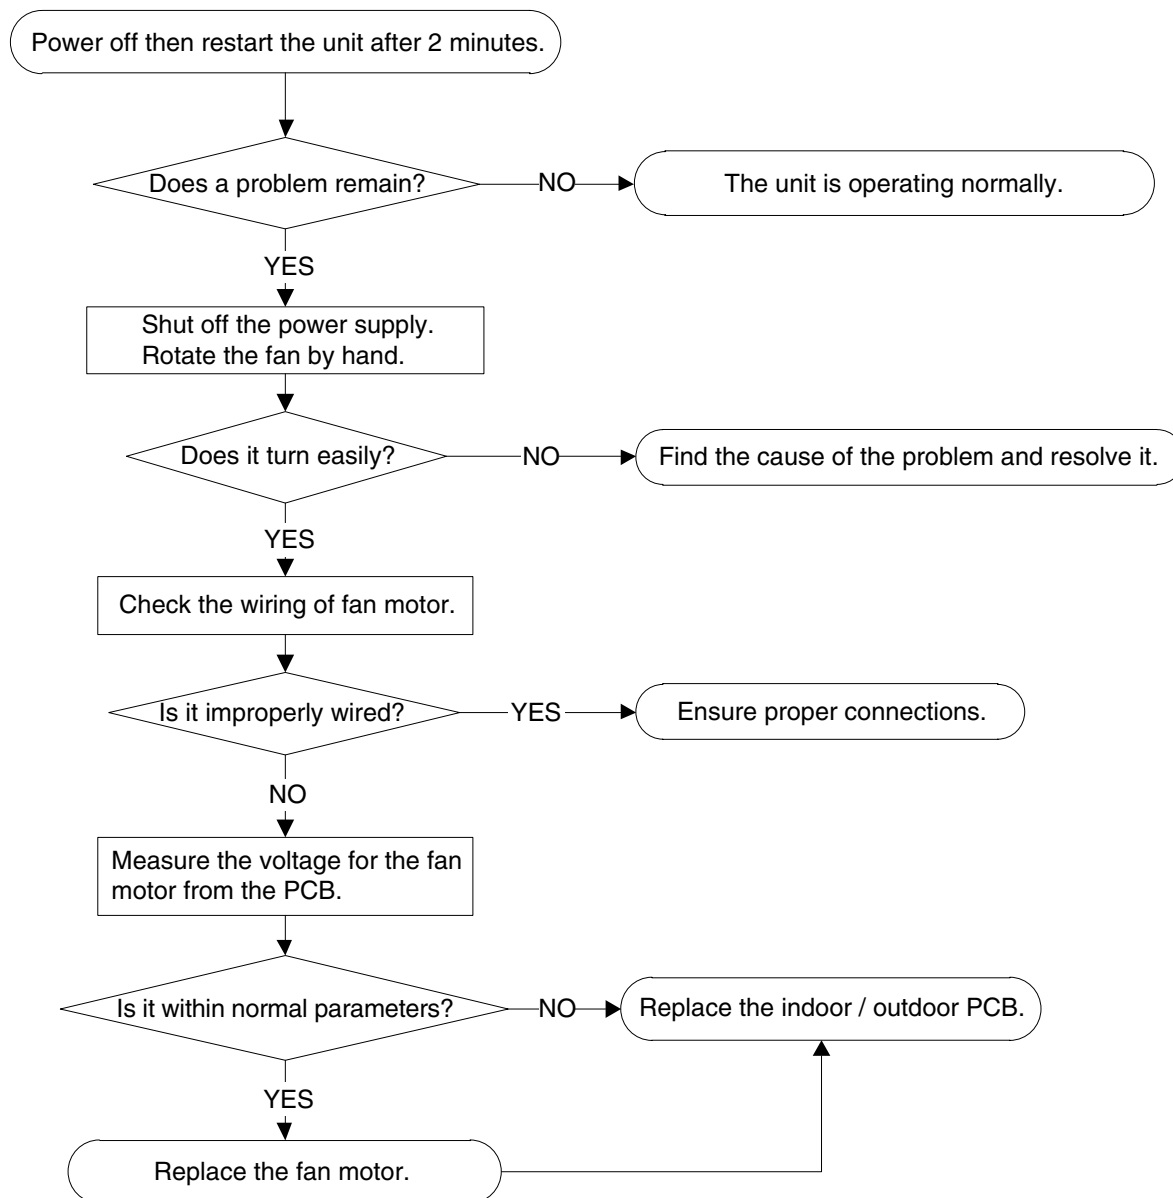 Power off then restart the unit after 2 minutes.
Does a problem remain?
NO
The unit is operating normally.
YES
Shut off the power supply.
Rotate the fan by hand.
Does it turn easily?
NO
Find the cause of the problem and resolve it.
YES
Check the wiring of fan motor.
Is it improperly wired?
YES
Ensure proper connections.
NO
Measure the voltage for the fan
motor from the PCB.
Is it within normal parameters?
NO
Replace the indoor / outdoor PCB.
YES
Replace the fan motor.